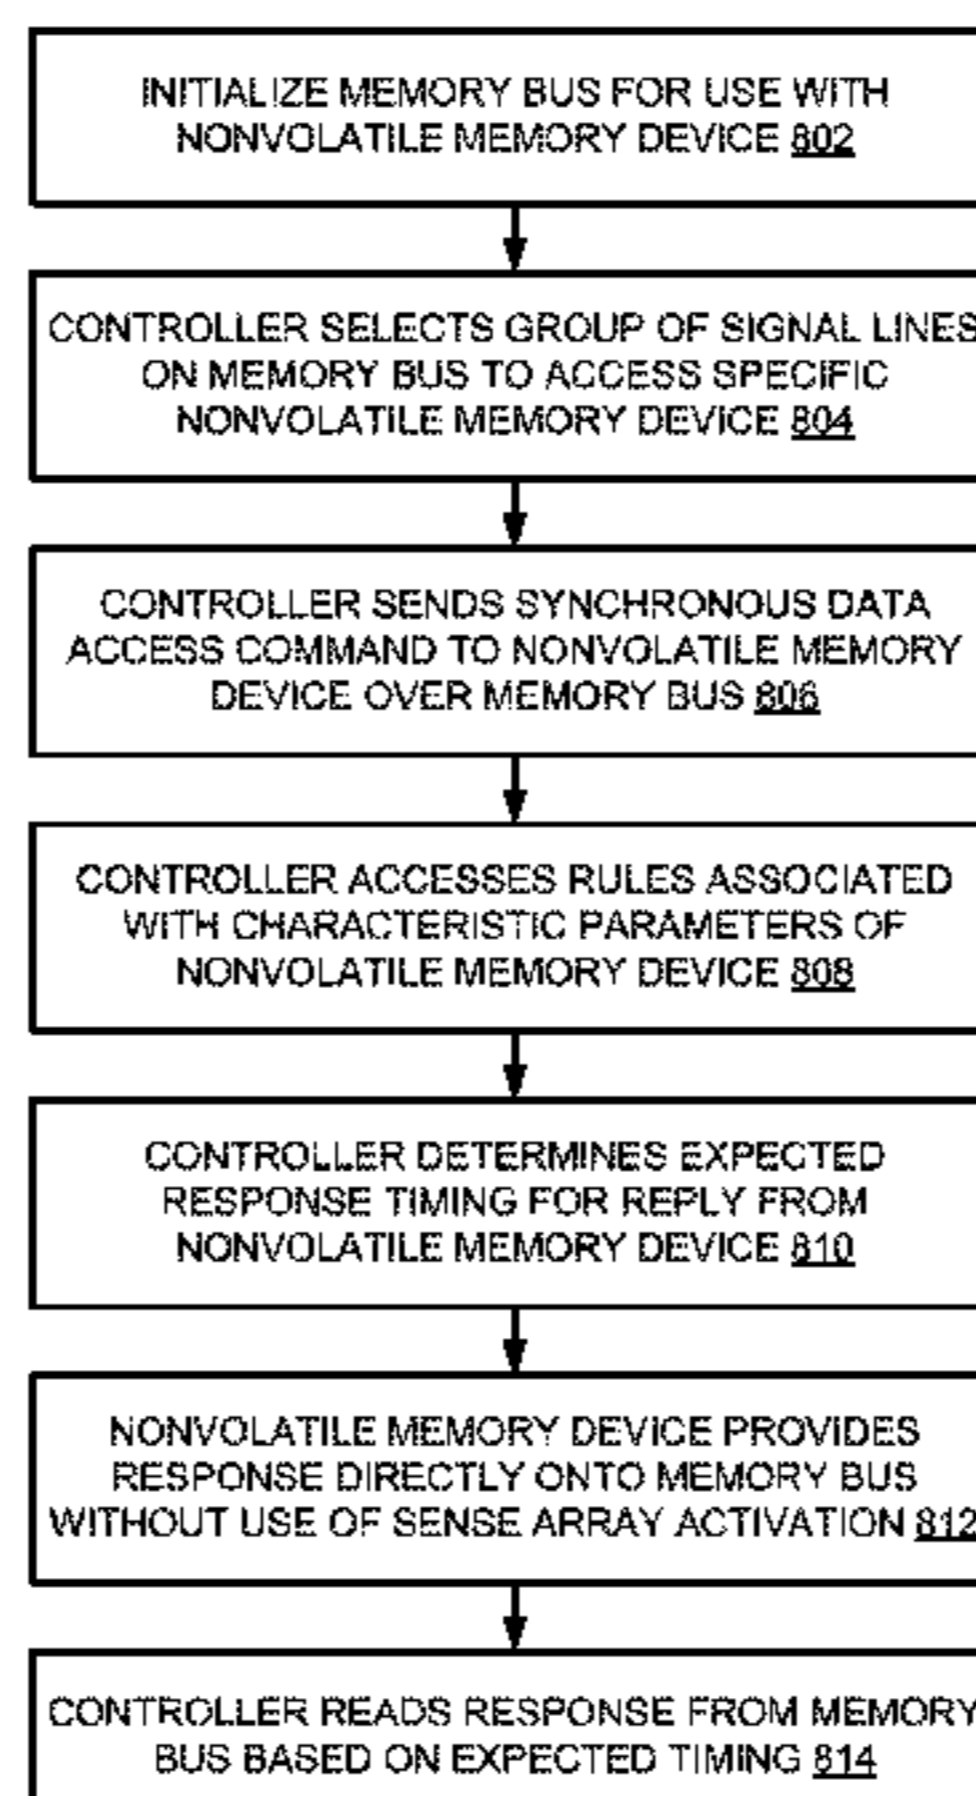 INITIALIZE MEMORY BUS FOR USE WITH
NONVOLATILE MEMORY DEVICE 802
CONTROLLER SELECTS GROUP OF SIGNAL LINES
ON MEMORY BUS TO ACCESS SPECIFIC
NONVOLATILE MEMORY DEVICE 804
CONTROLLER SENDS SYNCHRONOUS DATA
ACCESS COMMAND TO NONVOLATILE MEMORY
DEVICE OVER MEMORY BUS 806
CONTROLLER ACCESSES RULES ASSOCIATED
WITH CHARACTERISTIC PARAMETERS OF
NONVOLATILE MEMORY DEVICE 808
CONTROLLER DETERMINES EXPECTED
RESPONSE TIMING FOR REPLY FROM
NONVOLATILE MEMORY DEVICE 810
NONVOLATILE MEMORY DEVICE PROVIDES
RESPONSE DIRECTLY ONTO MEMORY BUS
WITHOUT USE OF SENSE ARRAY ACTIVATION 812
CONTROLLER READS RESPONSE FROM MEMORY
BUS BASED ON EXPECTED TIMING 814